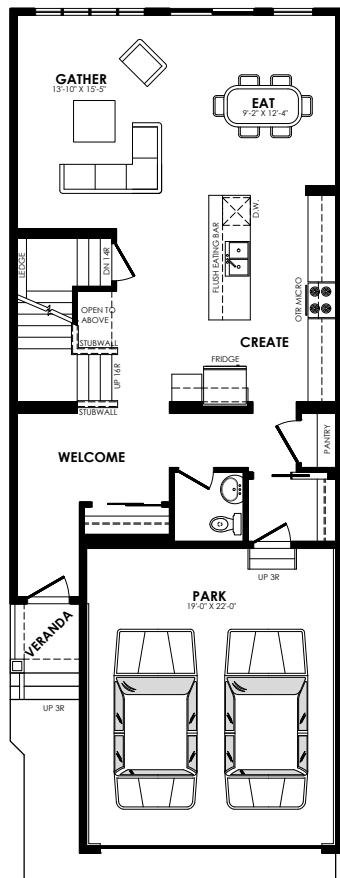 GATHER
13'-10" X 15'-5"
EAT
9'-2" X 12'-4"
D.W.
FLUSH EATING BAR
LEDGE
DN 14R
OPEN TO
ABOVE
STUBWALL
UP 16R
STUBWALL
OTR MICRO
CREATE
FRIDGE
PANTRY
WELCOME
UP 3R
PARK
19'-0" X 22'-0"
VERANDA
UP 3R